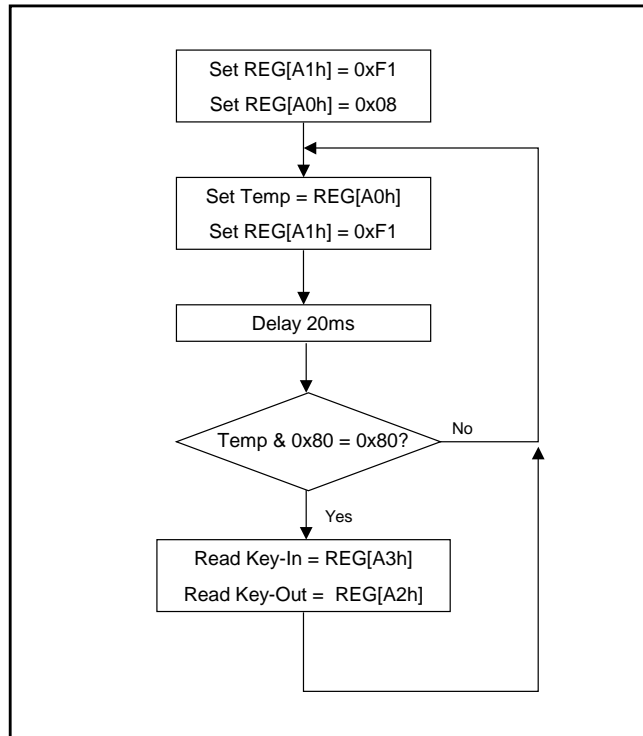 Set REG[A1h] = 0xF1
Set REG[A0h] = 0x08
Set Temp = REG[A0h]
Set REG[A1h] = 0xF1
Delay 20ms
Temp & 0x80 = 0x80?
No
Yes
Read Key-In = REG[A3h]
Read Key-Out = REG[A2h]